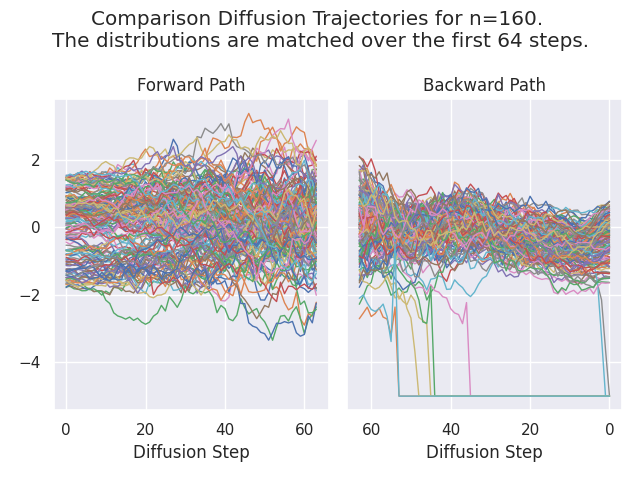 Comparison Diffusion Trajectories for n=160.
The distributions are matched over the first 64 steps.
Forward Path
Backward Path
2
0
−2
−4
0 20 40 60
60 40 20 0
Diffusion Step
Diffusion Step